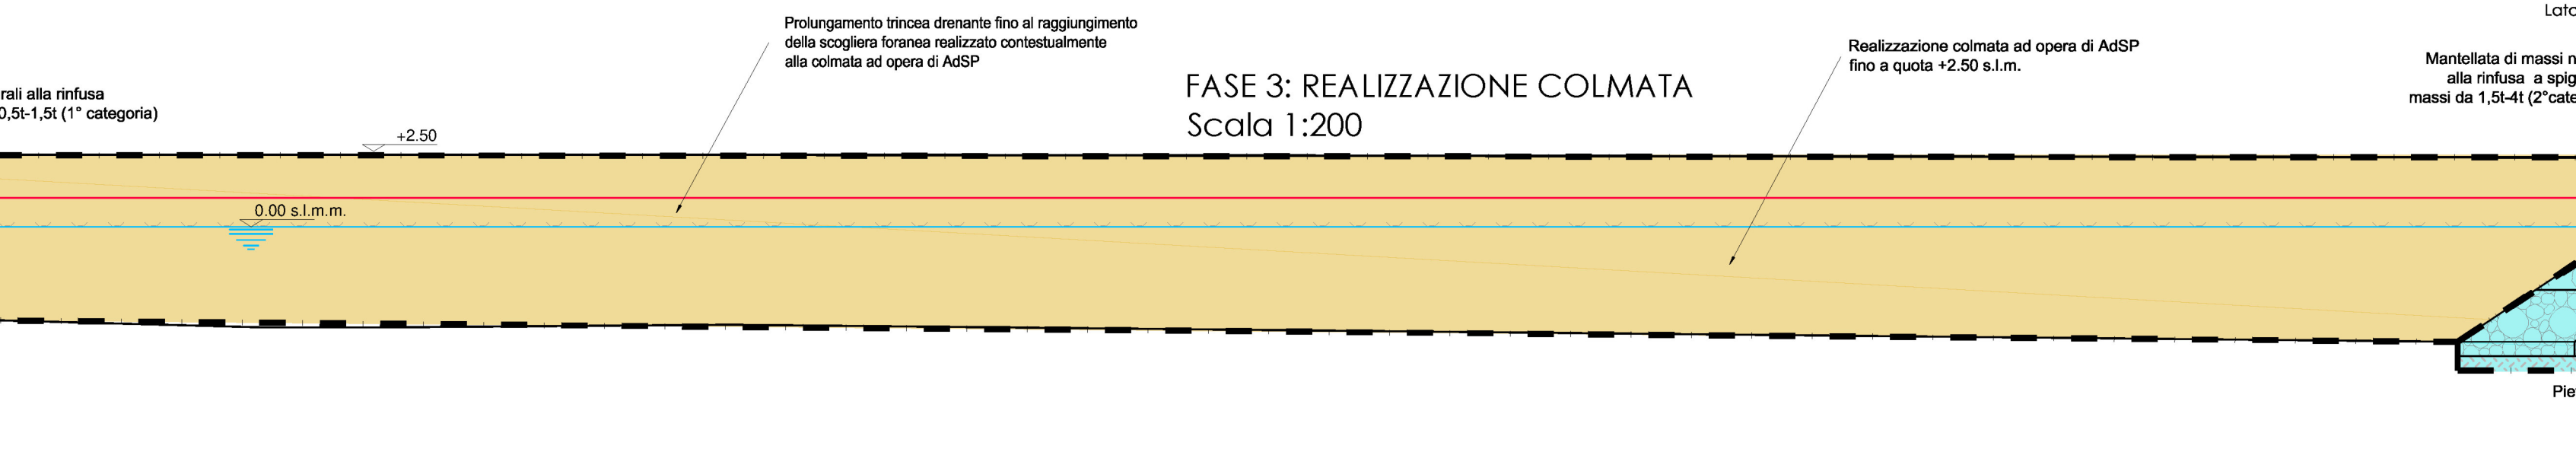 Prolungamento trincea drenante fino al raggiungimento
della scogliera foranea realizzato contestualmente
alla colmata ad opera di AdSP
Realizzazione colmata ad opera di AdSP
fino a quota +2.50 s.l.m.
Mantellata di massi n
alla rinfusa a spig
massi da 1,5t-4t (2°cate
FASE 3: REALIZZAZIONE COLMATA
Scala 1:200
rali alla rinfusa
0,5t-1,5t (1° categoria)
+2.50
0.00 s.l.m.m.
Pie